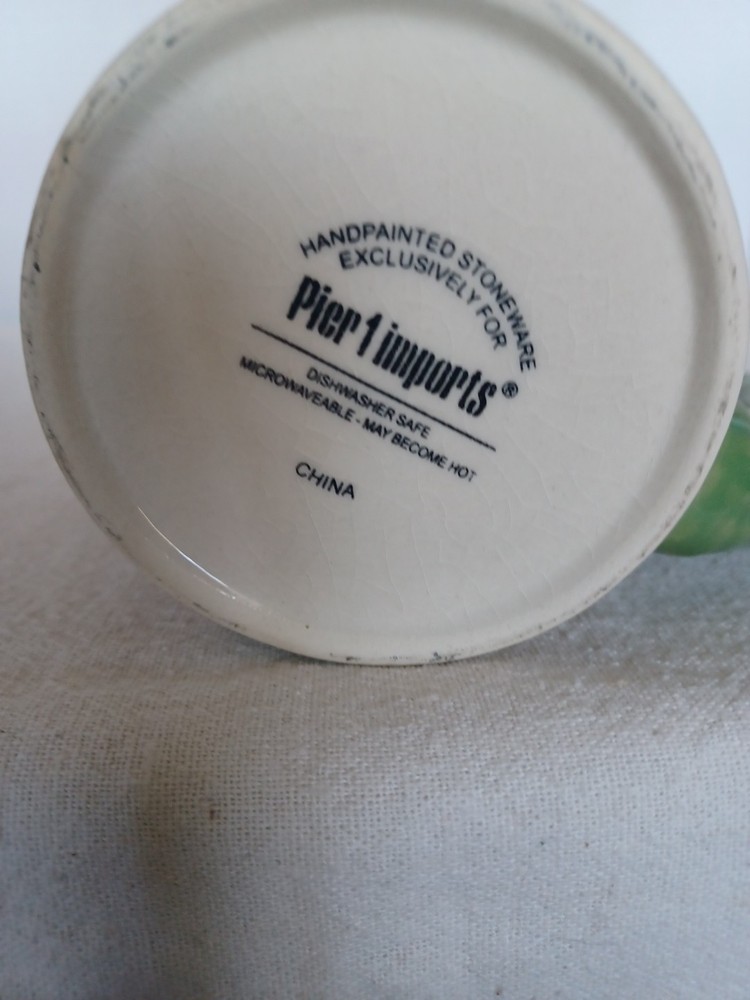 HANDPAINTED STONEWARE
EXCLUSIVELY FOR
Pier 1 imports®
DISHWASHER SAFE
MICROWAVEABLE - MAY BECOME HOT
CHINA